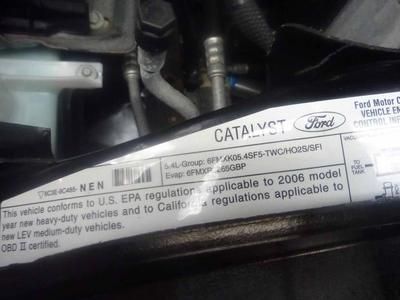 CATALYST Ford
Ford Motor C
VEHICLE E
CONTROL INF
NEN
5.4L-Group: 6FMXK05.4SF5-TWC/HO2S/SFI
Evap: 265GBP
This vehicle conforms to U.S. EPA regulations applicable to 2006 model
year new heavy-duty vehicles and to California regulations applicable to
new LEV medium-duty vehicles.
OBD II certified.
VACUUM
TO
FUEL
TANK